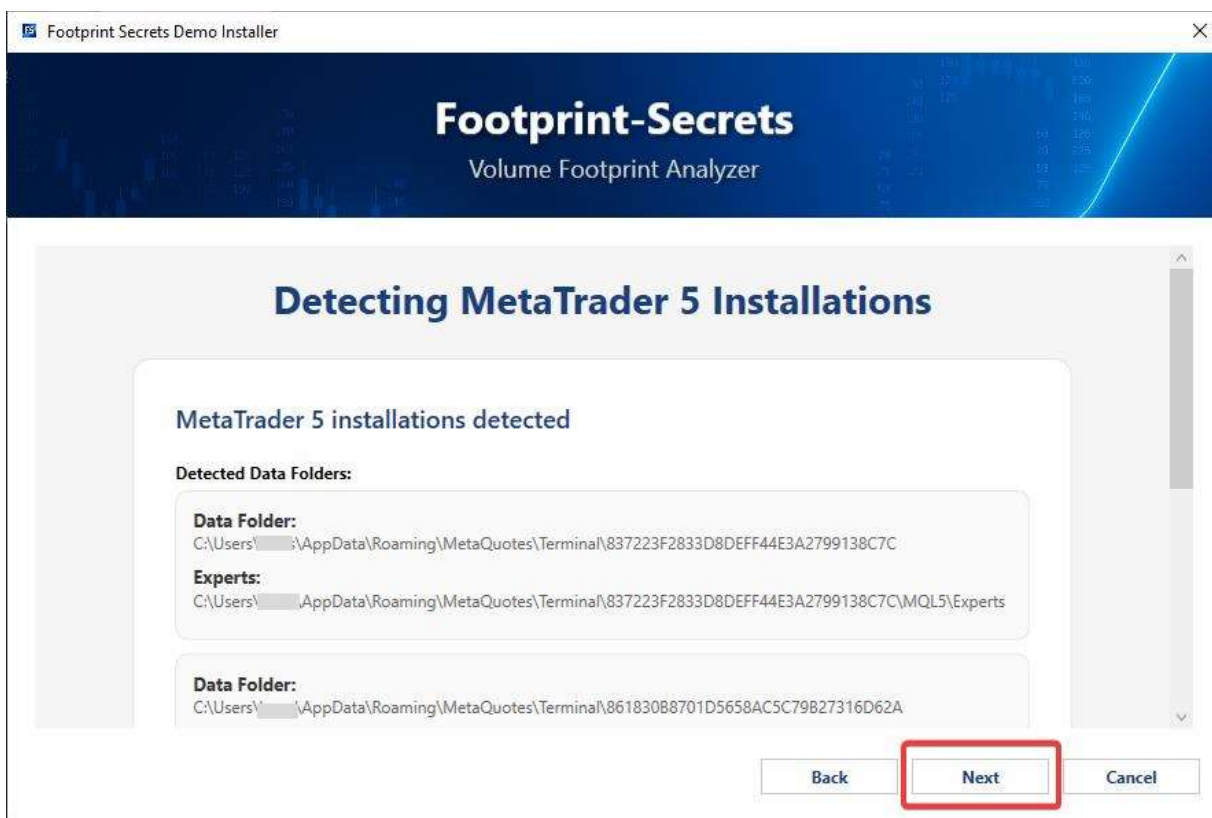 Footprint Secrets Demo Installer
Footprint-Secrets
Volume Footprint Analyzer
Detecting MetaTrader 5 Installations
MetaTrader 5 installations detected
Detected Data Folders:
Data Folder:
C:\Users\ \AppData\Roaming\MetaQuotes\Terminal\837223F2833D8DEFF44E3A2799138C7C
Experts:
C:\Users\ \AppData\Roaming\MetaQuotes\Terminal\837223F2833D8DEFF44E3A2799138C7C\MQL5\Experts
Data Folder:
C:\Users\ \AppData\Roaming\MetaQuotes\Terminal\861830B8701D5658AC5C79B27316D62A
Back Next Cancel